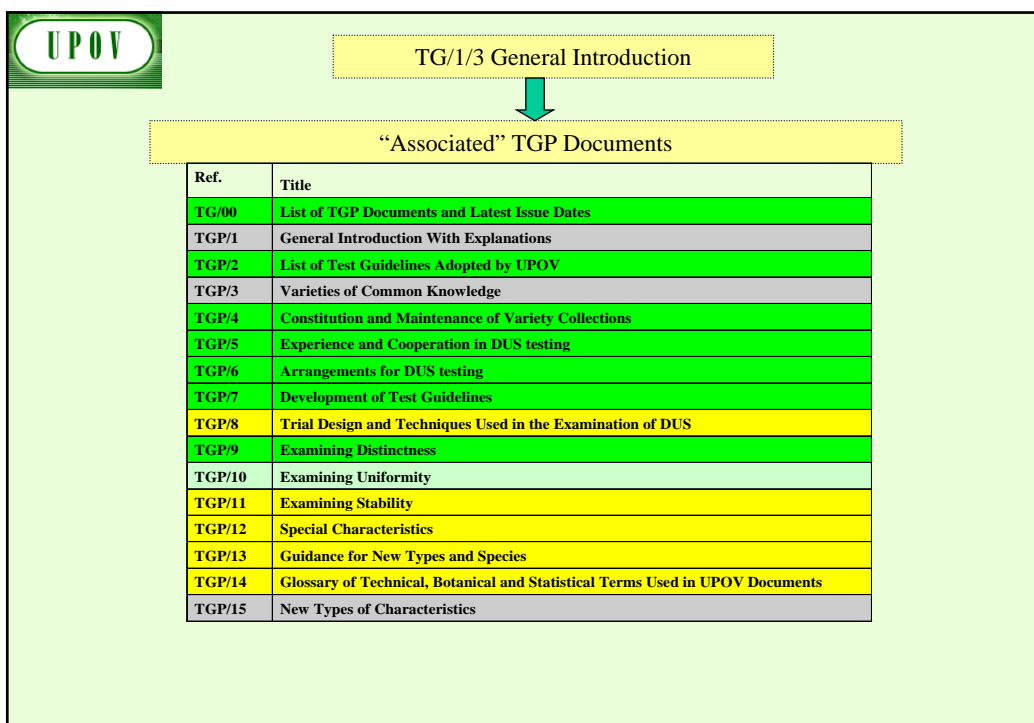 UPOV
TG/1/3 General Introduction
“Associated” TGP Documents
Ref. Title
TG/00 List of TGP Documents and Latest Issue Dates
TGP/1 General Introduction With Explanations
TGP/2 List of Test Guidelines Adopted by UPOV
TGP/3 Varieties of Common Knowledge
TGP/4 Constitution and Maintenance of Variety Collections
TGP/5 Experience and Cooperation in DUS testing
TGP/6 Arrangements for DUS testing
TGP/7 Development of Test Guidelines
TGP/8 Trial Design and Techniques Used in the Examination of DUS
TGP/9 Examining Distinctness
TGP/10 Examining Uniformity
TGP/11 Examining Stability
TGP/12 Special Characteristics
TGP/13 Guidance for New Types and Species
TGP/14 Glossary of Technical, Botanical and Statistical Terms Used in UPOV Documents
TGP/15 New Types of Characteristics